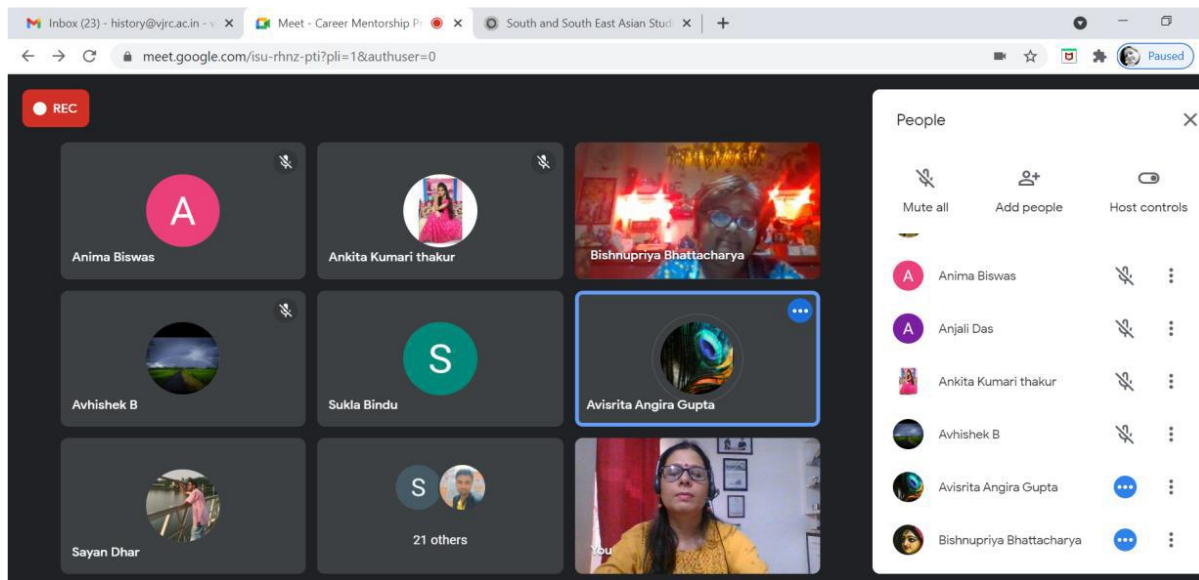 Inbox (23) - history@vjrc.ac.in - v
Meet - Career Mentorship Pr
South and South East Asian Studi
meet.google.com/isu-rhnz-pti?pli=1&authuser=0
Paused
REC
People
Mute all
Add people
Host controls
A
Anima Biswas
Ankita Kumari thakur
Bishnupriya Bhattacharya
Avhishek B
S
Sukla Bindu
Avisrita Angira Gupta
Sayan Dhar
S
21 others
You
A
Anima Biswas
A
Anjali Das
Ankita Kumari thakur
Avhishek B
Avisrita Angira Gupta
Bishnupriya Bhattacharya